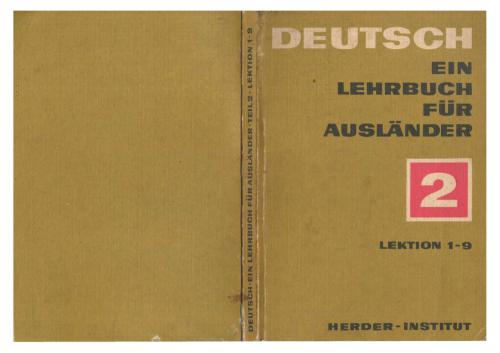 DEUTSCH·EIN LEHRBUCH FÜR AUSLÄNDER·TEIL 2·LEKTION 1-9
DEUTSCH
EIN
LEHRBUCH
FÜR
AUSLÄNDER
2
LEKTION 1-9
HERDER-INSTITUT